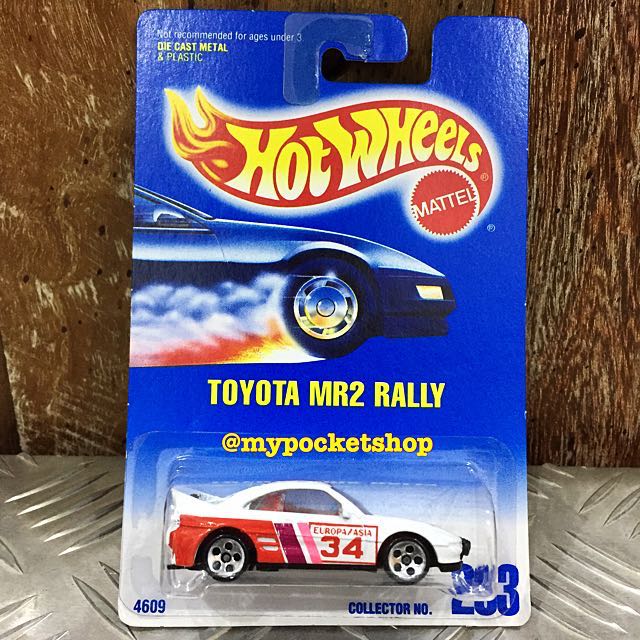 Not recommended for ages under 3.
DIE CAST METAL
& PLASTIC
HOT WHEELS®
MATTEL®
TOYOTA MR2 RALLY
@mypocketshop
EUROPA/ASIA
34
4609
COLLECTOR NO. 233